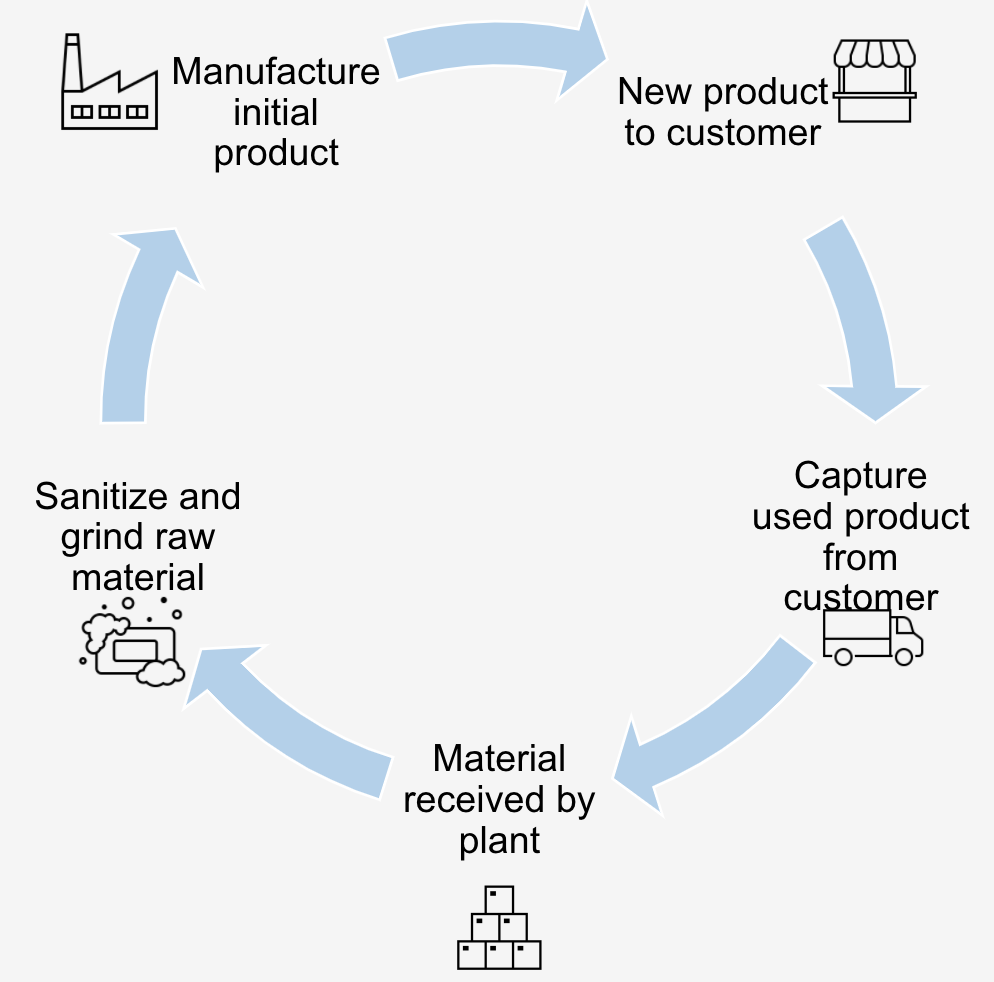 Manufacture
initial
product
New product
to customer
Capture
used product
from
customer
Material
received by
plant
Sanitize and
grind raw
material